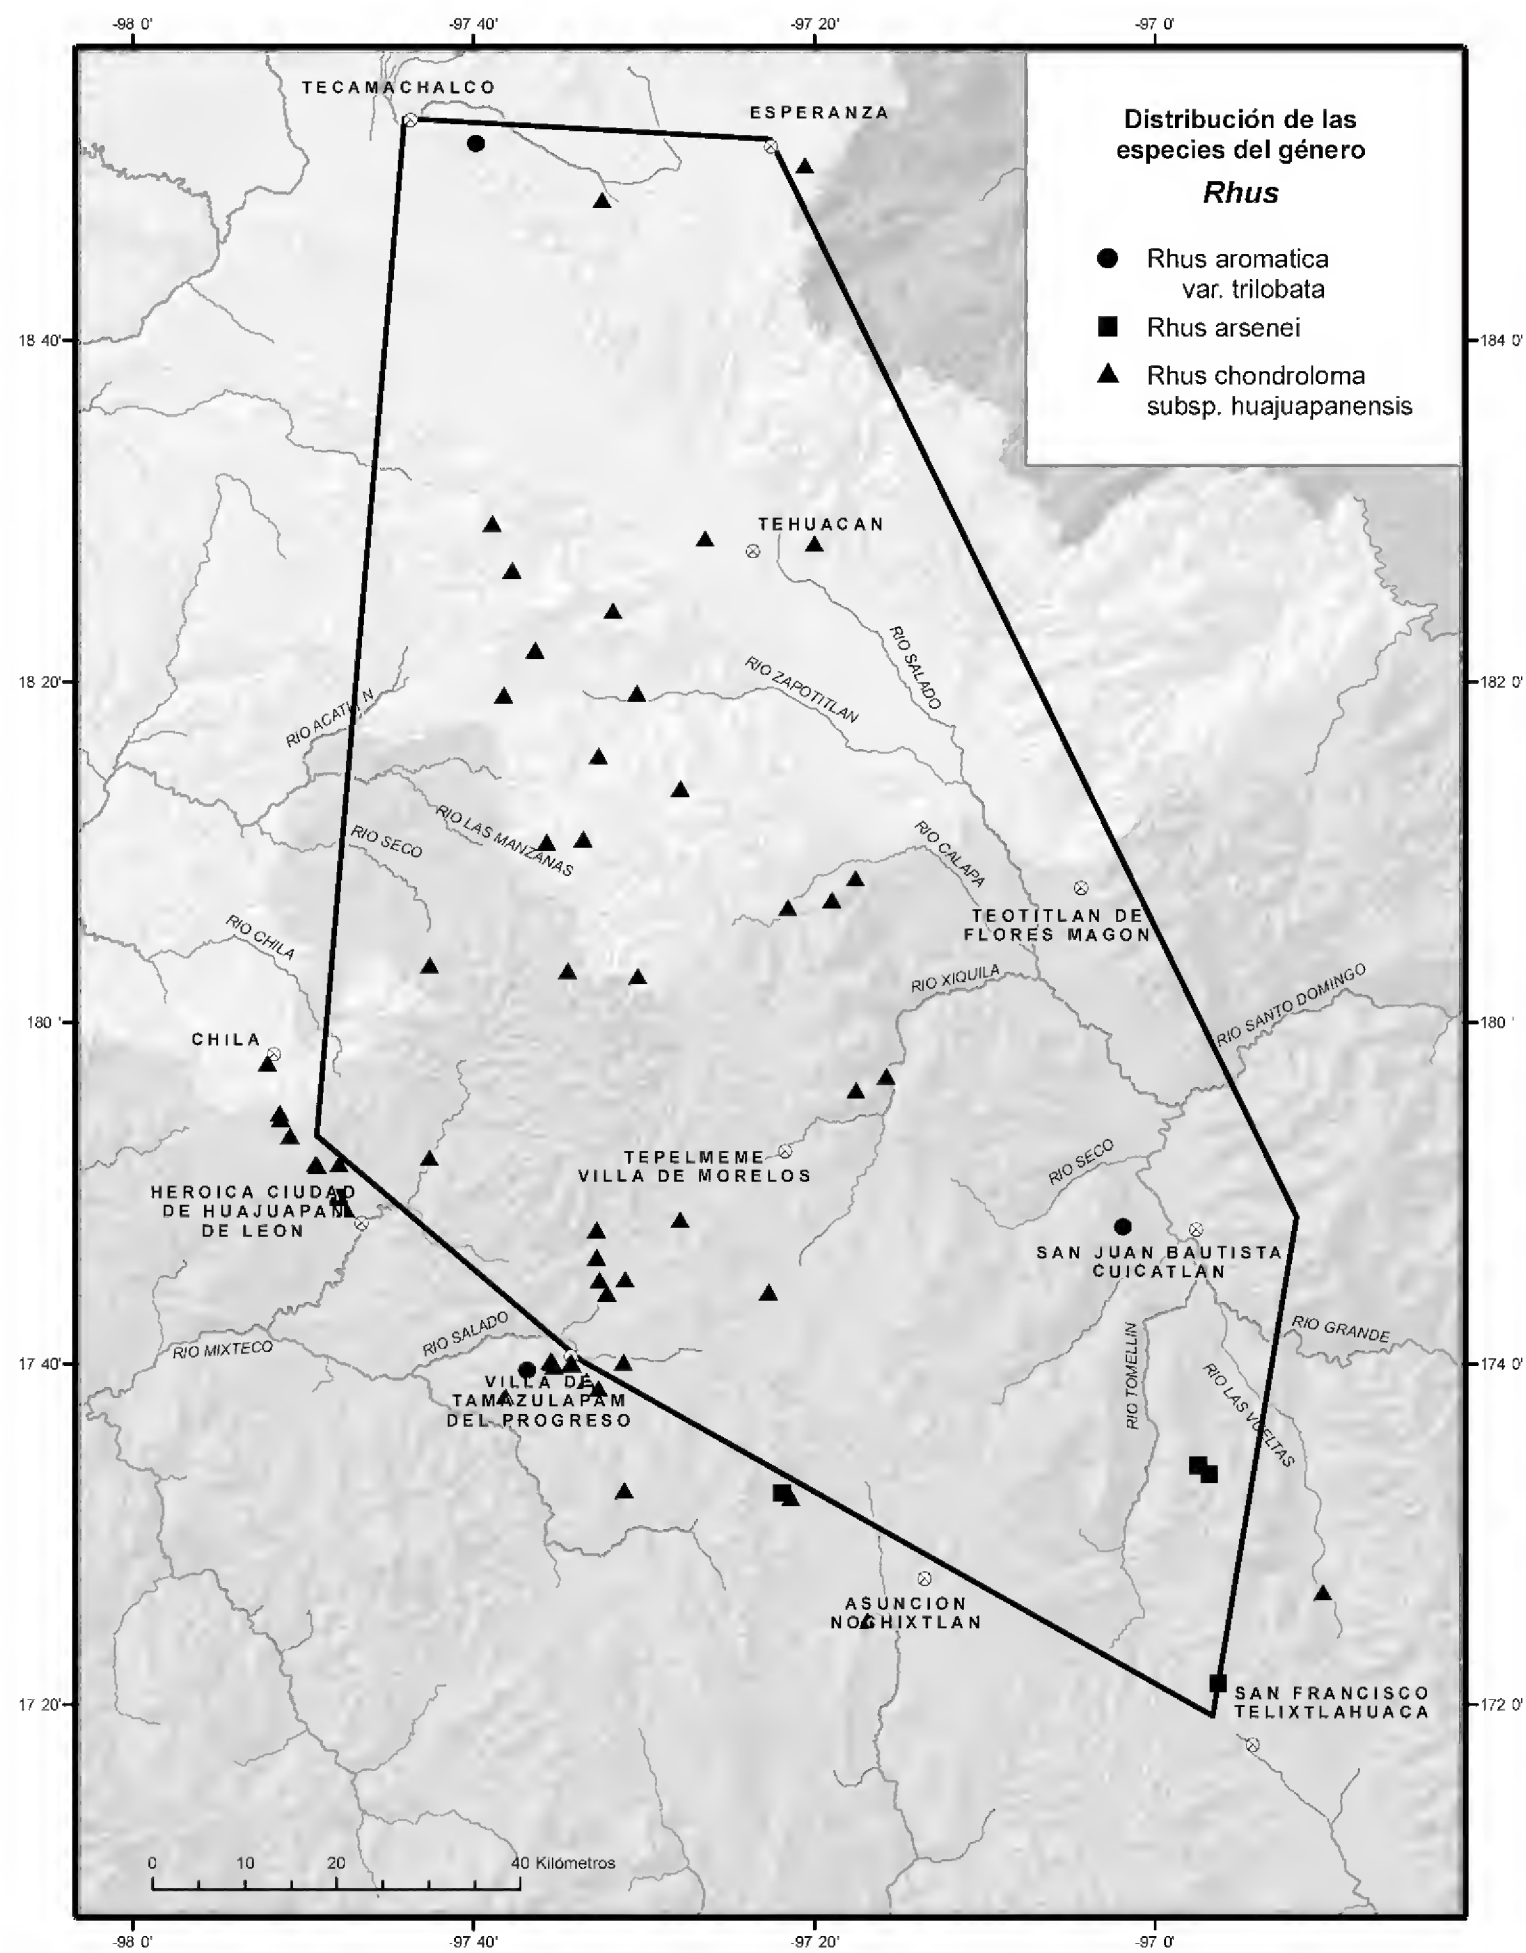 -98 0'
-97 40'
-97 20'
-97 0'
TECAMACHALCO
ESPERANZA
Distribución de las
especies del género
Rhus
Rhus aromatica
var. trilobata
Rhus arsenei
Rhus chondroloma
subsp. huajuapanensis
18 40'
184 0'
TEHUACAN
RIO SALADO
RIO ZAPOTITLAN
18 20'
182 0'
RIO ACATL N
RIO LAS MANZANAS
RIO SECO
RIO CALAPA
TEOTITLAN DE
FLORES MAGON
RIO CHILA
RIO XIQUILA
RIO SANTO DOMINGO
180 '
180 '
CHILA
TEPELMEME
VILLA DE MORELOS
RIO SECO
HEROICA CIUDAD
DE HUAJUAPAN
DE LEON
SAN JUAN BAUTISTA
CUICATLAN
RIO MIXTECO
RIO SALADO
RIO GRANDE
RIO TOMELLIN
RIO LAS VUELTAS
17 40'
174 0'
VILLA DE
TAMAZULAPAM
DEL PROGRESO
ASUNCION
NOCHIXTLAN
17 20'
172 0'
SAN FRANCISCO
TELIXTLAHUACA
0 10 20 40 Kilómetros
-98 0'
-97 40'
-97 20'
-97 0'